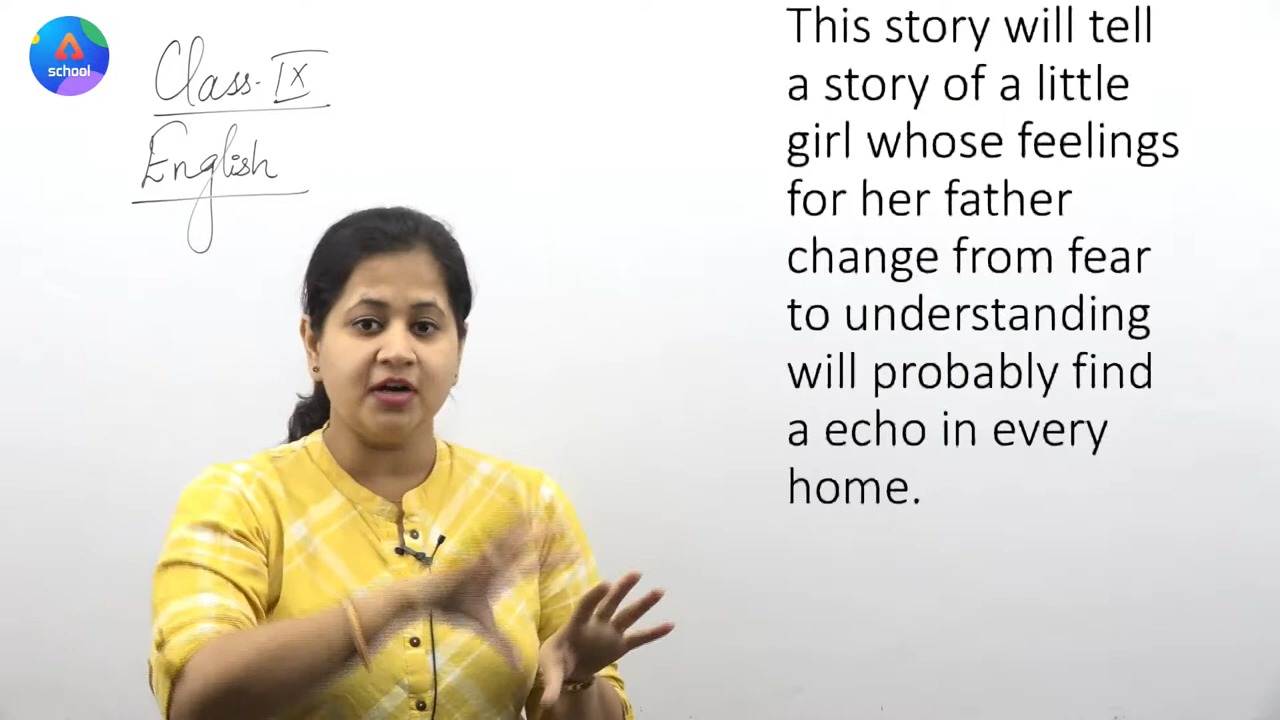 A
school
Class-IX
English
This story will tell
a story of a little
girl whose feelings
for her father
change from fear
to understanding
will probably find
a echo in every
home.